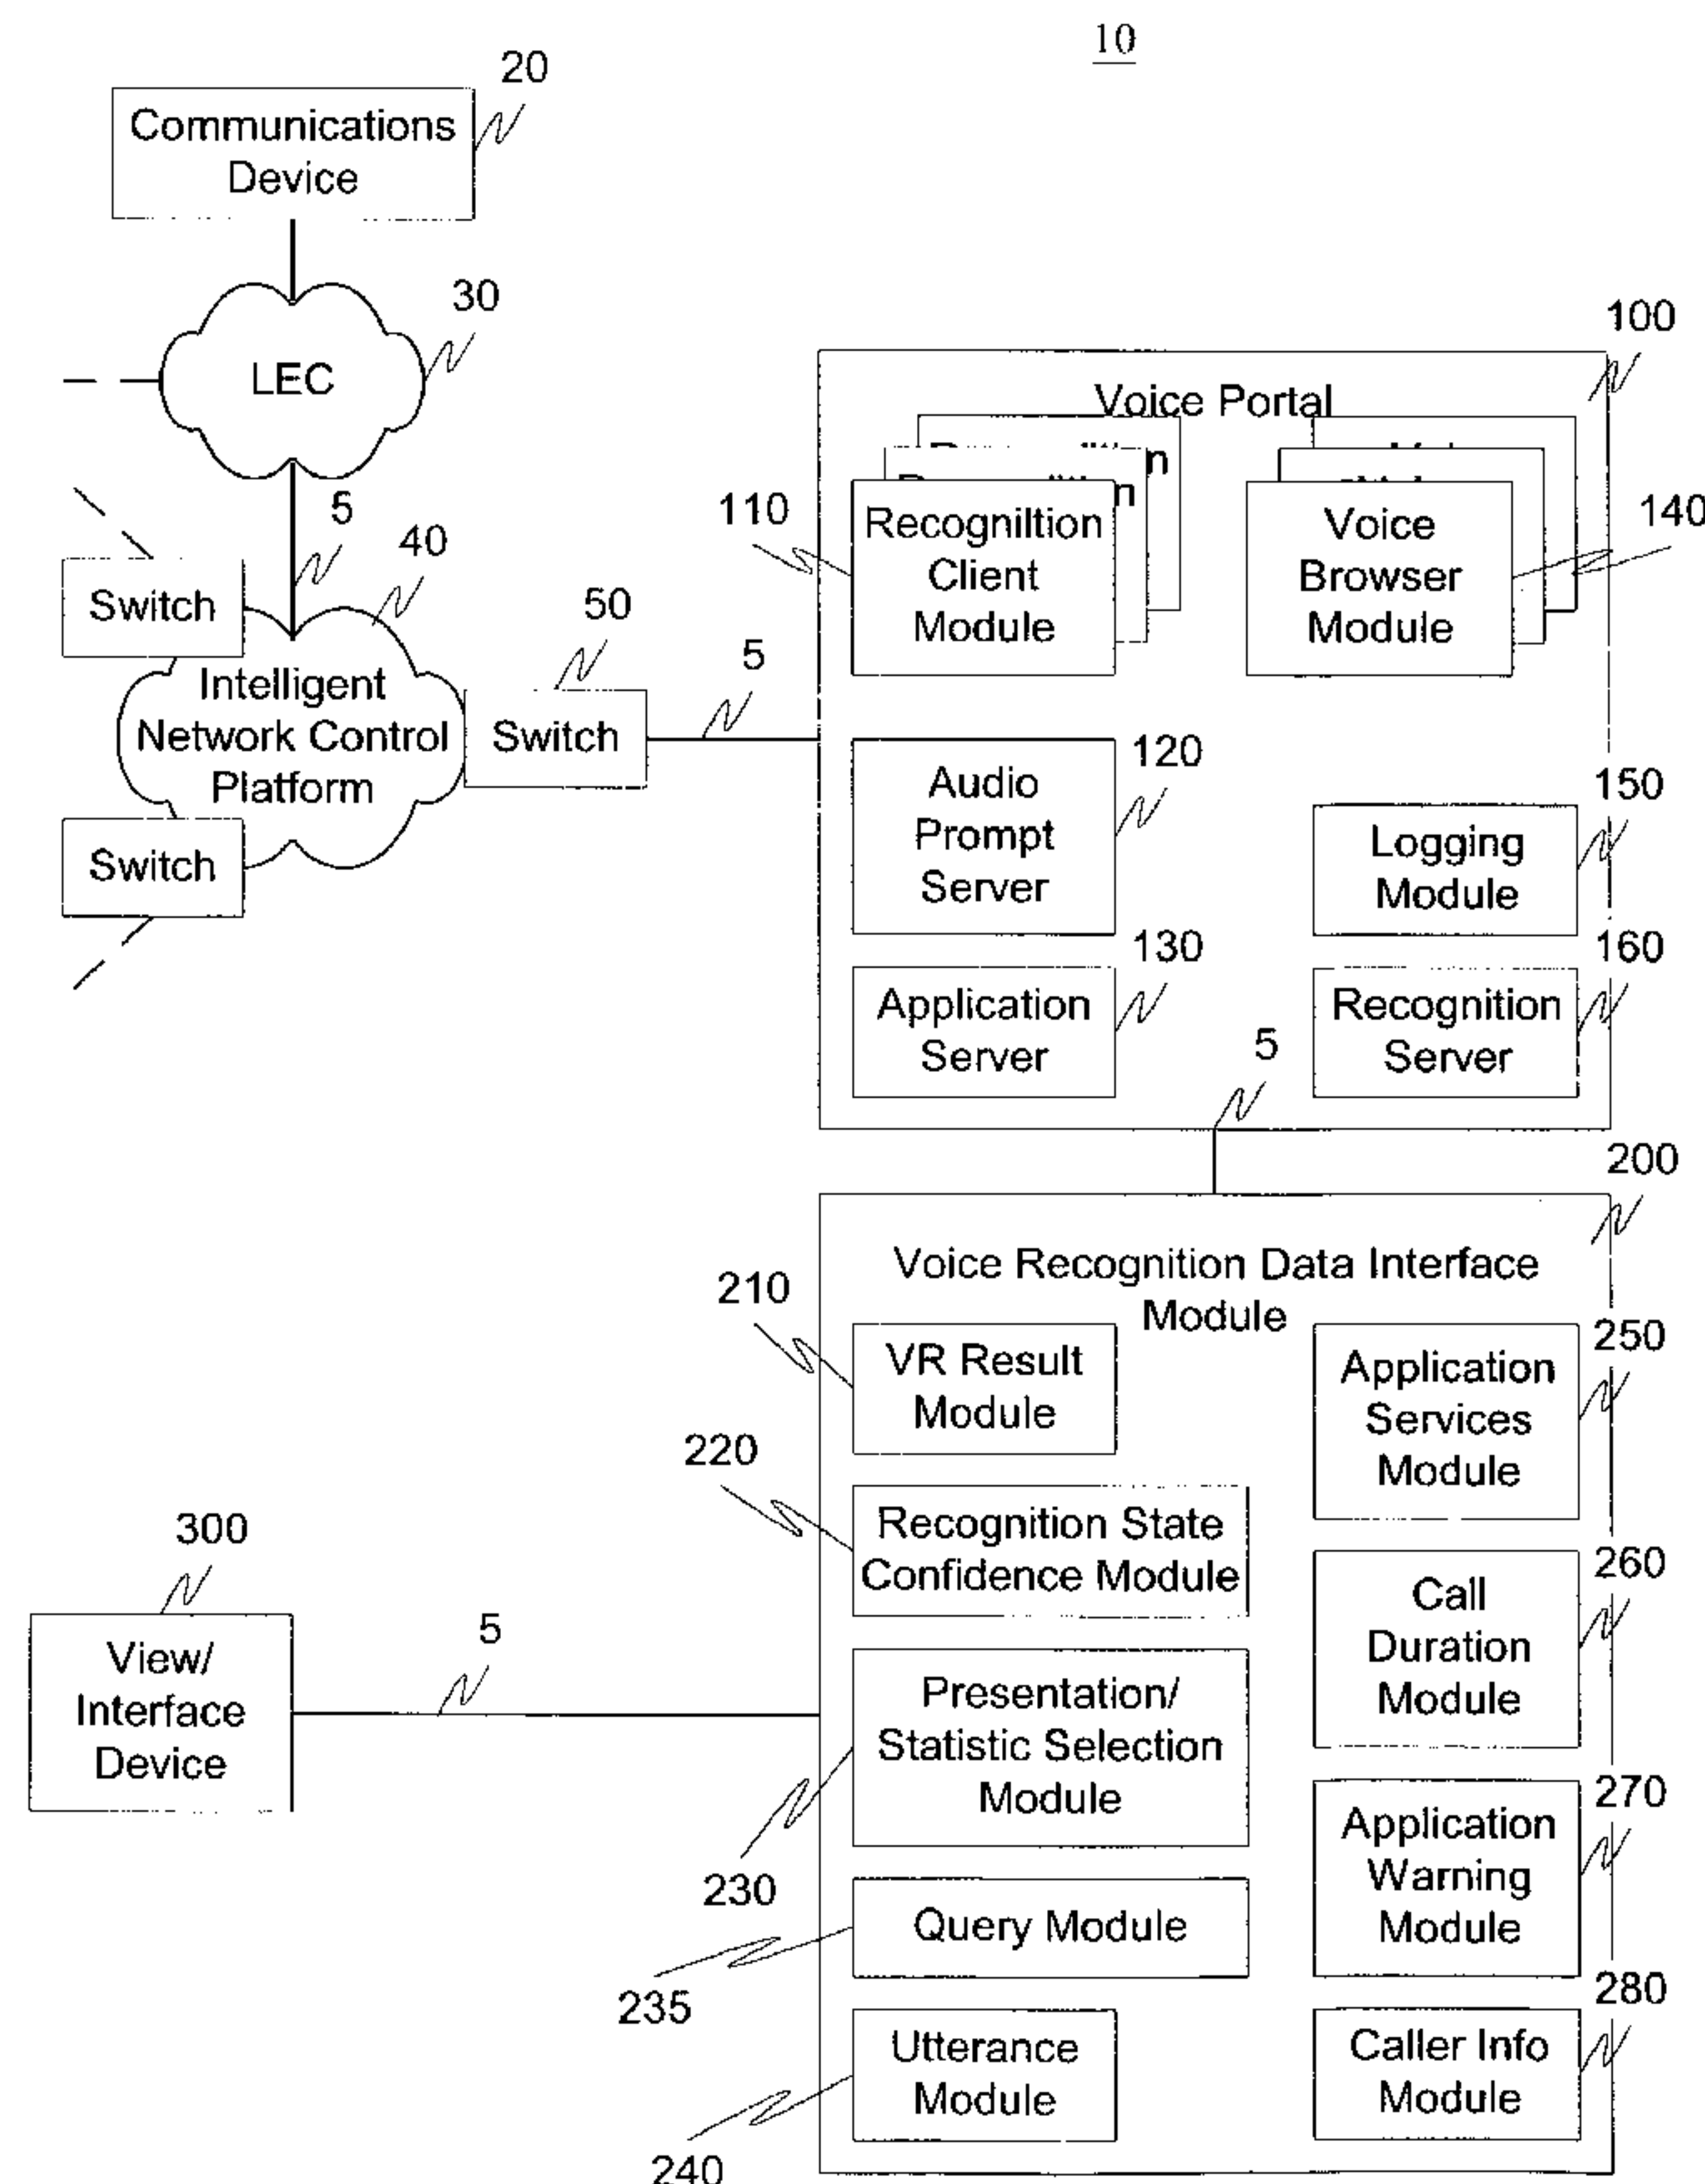 10
20
Communications
Device
30
LEC
5
40
Switch
50
Intelligent
Network Control
Platform
Switch
5
Switch
100
Voice Portal
110
Recogniltion
Client
Module
Voice
Browser
Module
140
120
Audio
Prompt
Server
150
Logging
Module
130
Application
Server
160
Recognition
Server
5
200
Voice Recognition Data Interface
Module
210
VR Result
Module
250
Application
Services
Module
220
Recognition State
Confidence Module
260
Call
Duration
Module
300
View/
Interface
Device
5
Presentation/
Statistic Selection
Module
230
270
Application
Warning
Module
Query Module
235
280
Utterance
Module
240
Caller Info
Module